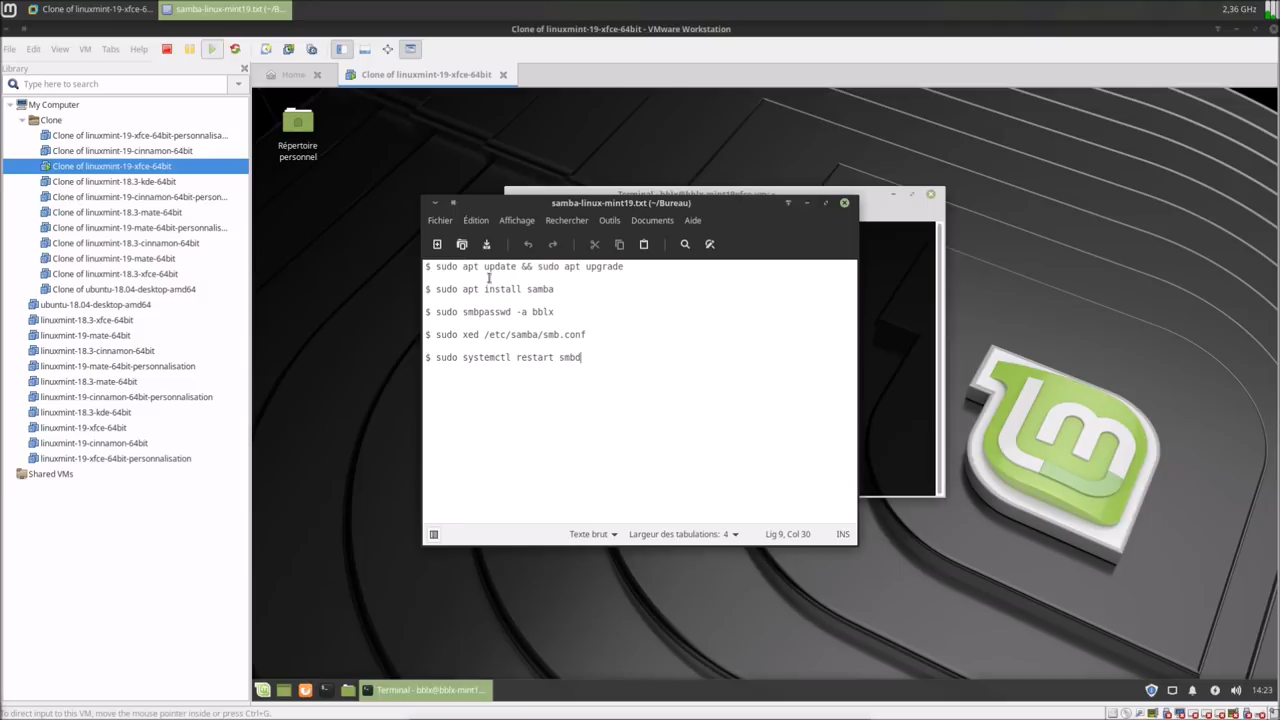 samba-linux-mint19.txt (~/B...
Clone of linuxmint-19-xfce-6...
2,36 GHz
Clone of linuxmint-19-xfce-64bit - VMware Workstation
File Edit View VM Tabs Help
Library
Home
Clone of linuxmint-19-xfce-64bit
Type here to search
My Computer
Clone
Clone of linuxmint-19-xfce-64bit-personnalisa...
Clone of linuxmint-19-cinnamon-64bit
Clone of linuxmint-19-xfce-64bit
Clone of linuxmint-18.3-kde-64bit
Clone of linuxmint-19-cinnamon-64bit-person...
Clone of linuxmint-18.3-mate-64bit
Clone of linuxmint-19-mate-64bit-personnalis...
Clone of linuxmint-18.3-cinnamon-64bit
Clone of linuxmint-19-mate-64bit
Clone of linuxmint-18.3-xfce-64bit
Clone of ubuntu-18.04-desktop-amd64
ubuntu-18.04-desktop-amd64
linuxmint-18.3-xfce-64bit
linuxmint-19-mate-64bit
linuxmint-18.3-cinnamon-64bit
linuxmint-19-mate-64bit-personnalisation
linuxmint-18.3-mate-64bit
linuxmint-19-cinnamon-64bit-personnalisation
linuxmint-18.3-kde-64bit
linuxmint-19-xfce-64bit
linuxmint-19-cinnamon-64bit
linuxmint-19-xfce-64bit-personnalisation
Shared VMs
Répertoire
personnel
samba-linux-mint19.txt (~/Bureau)
Fichier Édition Affichage Rechercher Outils Documents Aide
$ sudo apt update && sudo apt upgrade
$ sudo apt install samba
$ sudo smbpasswd -a bblx
$ sudo xed /etc/samba/smb.conf
$ sudo systemctl restart smbd
Texte brut Largeur des tabulations: 4 Lig 9, Col 30 INS
Terminal - bblx@bblx-mint1...
14:23
To direct input to this VM, move the mouse pointer inside or press Ctrl+G.